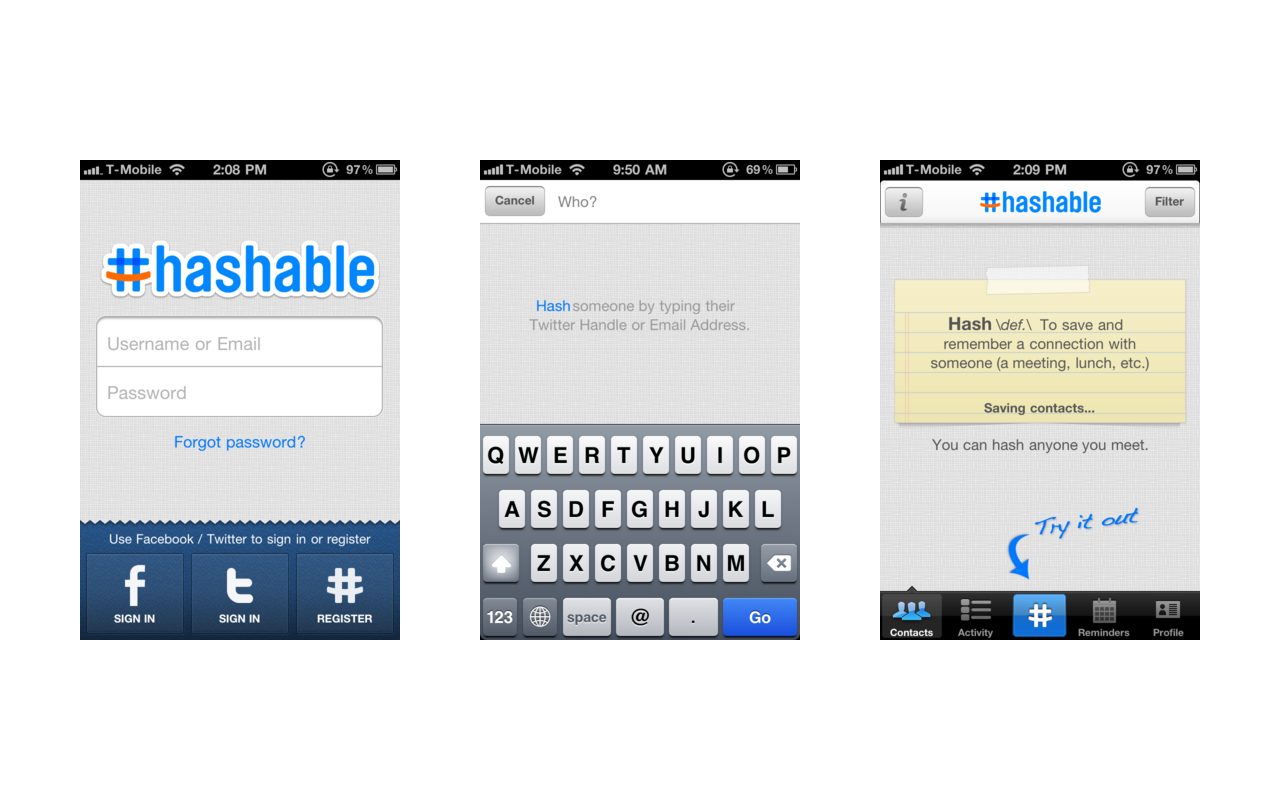 T-Mobile 2:08 PM 97%
#hashable
Username or Email
Password
Forgot password?
Use Facebook / Twitter to sign in or register
f t #
SIGN IN SIGN IN REGISTER
T-Mobile 9:50 AM 69%
Cancel Who?
Hash someone by typing their
Twitter Handle or Email Address.
Q W E R T Y U I O P
A S D F G H J K L
Z X C V B N M
123 space @ . Go
T-Mobile 2:09 PM 97%
i #hashable Filter
Hash \def.\ To save and
remember a connection with
someone (a meeting, lunch, etc.)
Saving contacts...
You can hash anyone you meet.
Try it out
#
Contacts Activity Reminders Profile